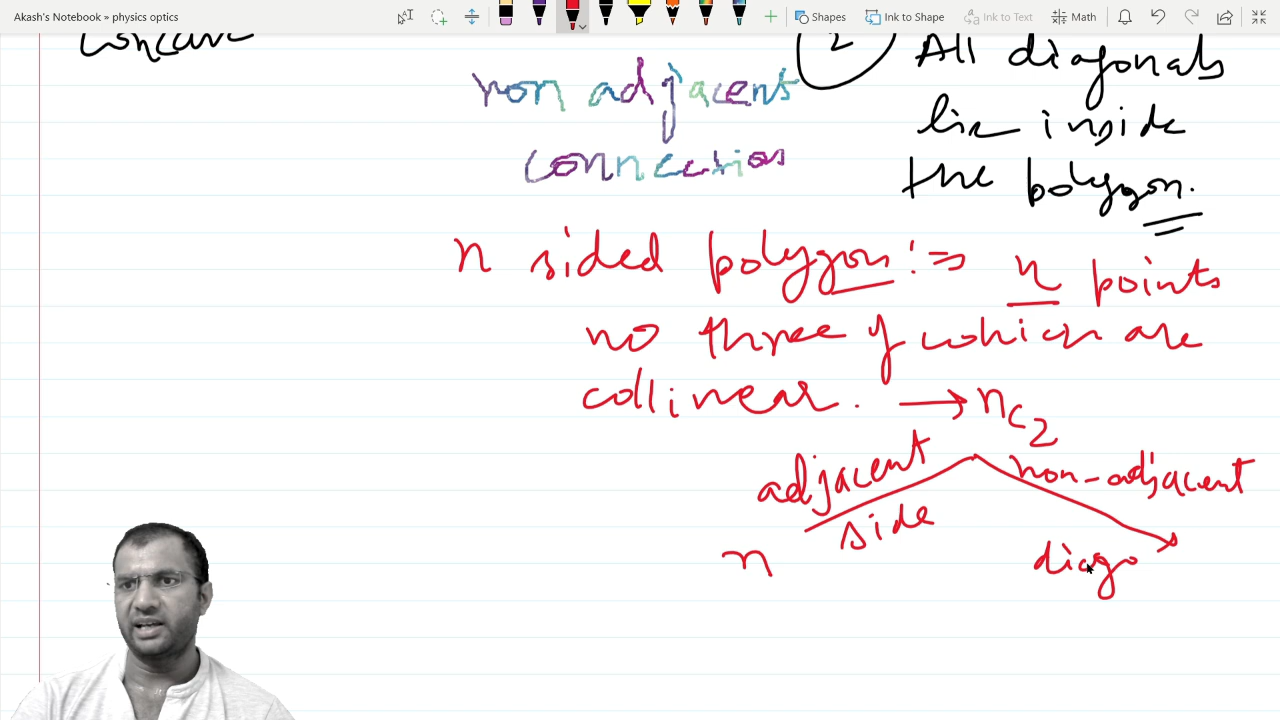 Akash's Notebook » physics optics
Shapes
Ink to Shape
Ink to Text
Math
Concave
non adjacent
connection
2
All diagonals
lie inside
the polygon.
n sided polygon :⇒ n points
no three of which are
collinear. → nC2
adjacent
side
n
non-adjacent
diago